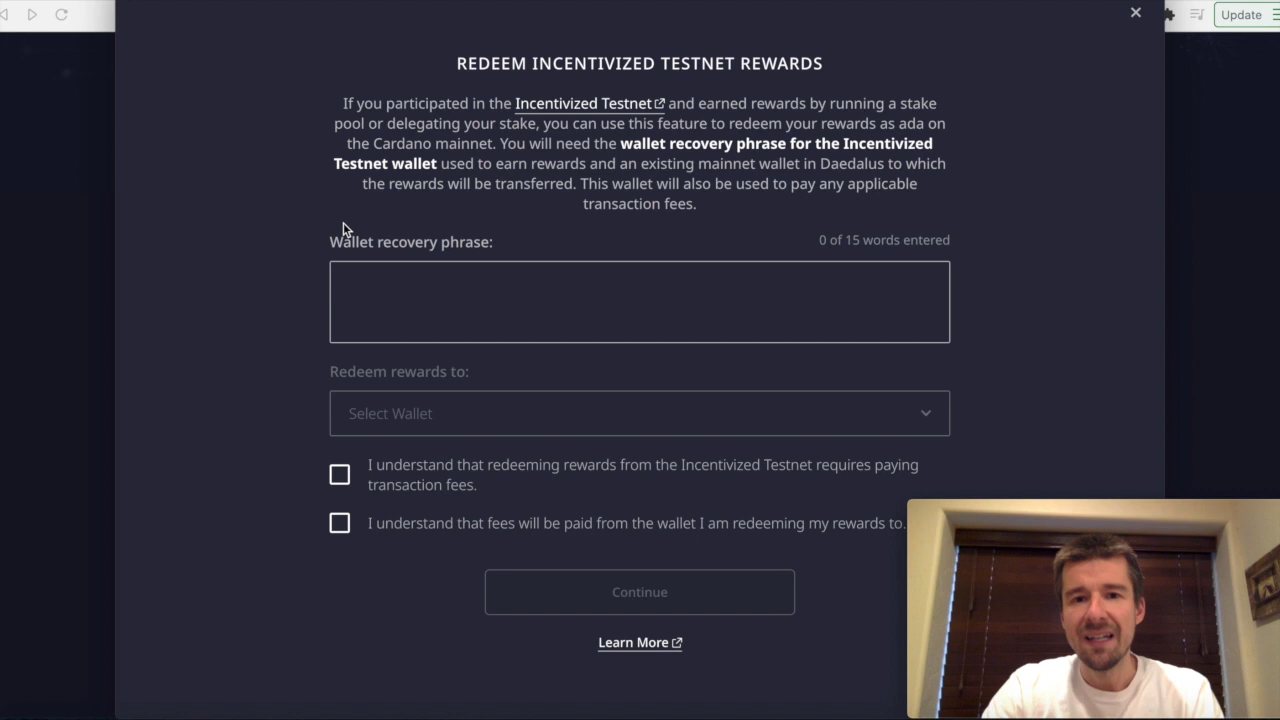 Update
REDEEM INCENTIVIZED TESTNET REWARDS
If you participated in the Incentivized Testnet and earned rewards by running a stake
pool or delegating your stake, you can use this feature to redeem your rewards as ada on
the Cardano mainnet. You will need the wallet recovery phrase for the Incentivized
Testnet wallet used to earn rewards and an existing mainnet wallet in Daedalus to which
the rewards will be transferred. This wallet will also be used to pay any applicable
transaction fees.
Wallet recovery phrase:
0 of 15 words entered
Redeem rewards to:
Select Wallet
I understand that redeeming rewards from the Incentivized Testnet requires paying
transaction fees.
I understand that fees will be paid from the wallet I am redeeming my rewards to.
Continue
Learn More